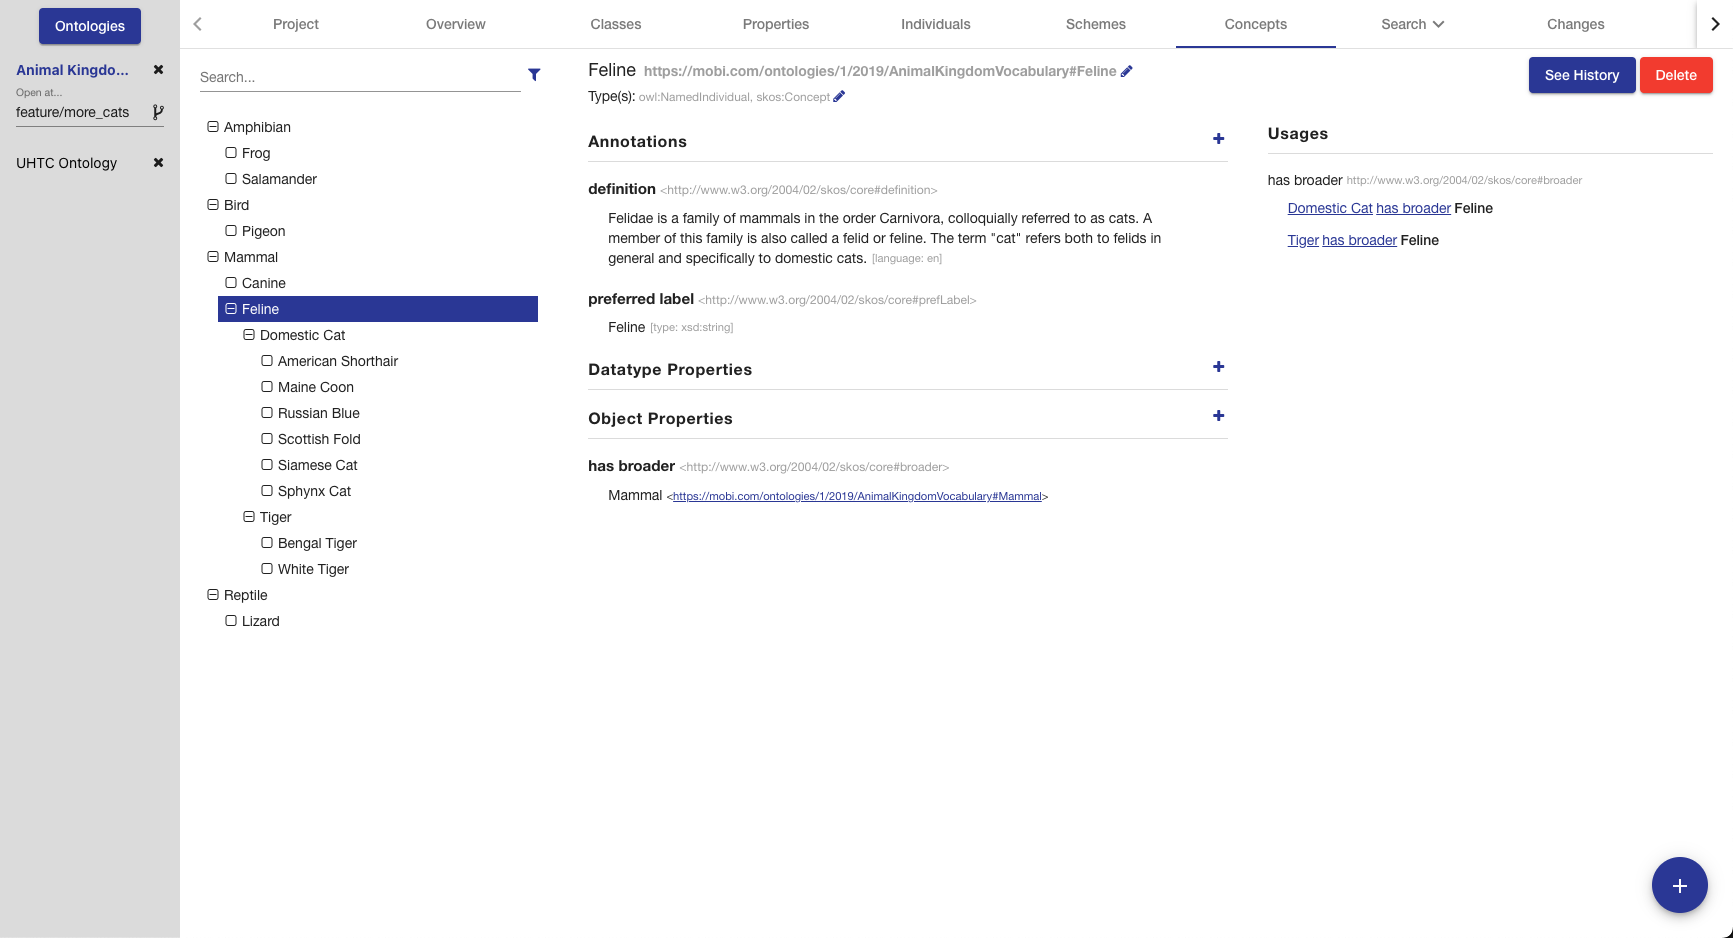 Ontologies
Animal Kingdo...
Open at...
feature/more_cats
UHTC Ontology
Project
Overview
Classes
Properties
Individuals
Schemes
Concepts
Search
Changes
Search...
Amphibian
Frog
Salamander
Bird
Pigeon
Mammal
Canine
Feline
Domestic Cat
American Shorthair
Maine Coon
Russian Blue
Scottish Fold
Siamese Cat
Sphynx Cat
Tiger
Bengal Tiger
White Tiger
Reptile
Lizard
Feline https://mobi.com/ontologies/1/2019/AnimalKingdomVocabulary#Feline
Type(s): owl:NamedIndividual, skos:Concept
See History
Delete
Annotations
definition <http://www.w3.org/2004/02/skos/core#definition>
Felidae is a family of mammals in the order Carnivora, colloquially referred to as cats. A
member of this family is also called a felid or feline. The term "cat" refers both to felids in
general and specifically to domestic cats. [language: en]
preferred label <http://www.w3.org/2004/02/skos/core#prefLabel>
Feline [type: xsd:string]
Datatype Properties
Object Properties
has broader <http://www.w3.org/2004/02/skos/core#broader>
Mammal <https://mobi.com/ontologies/1/2019/AnimalKingdomVocabulary#Mammal>
Usages
has broader http://www.w3.org/2004/02/skos/core#broader
Domestic Cat has broader Feline
Tiger has broader Feline